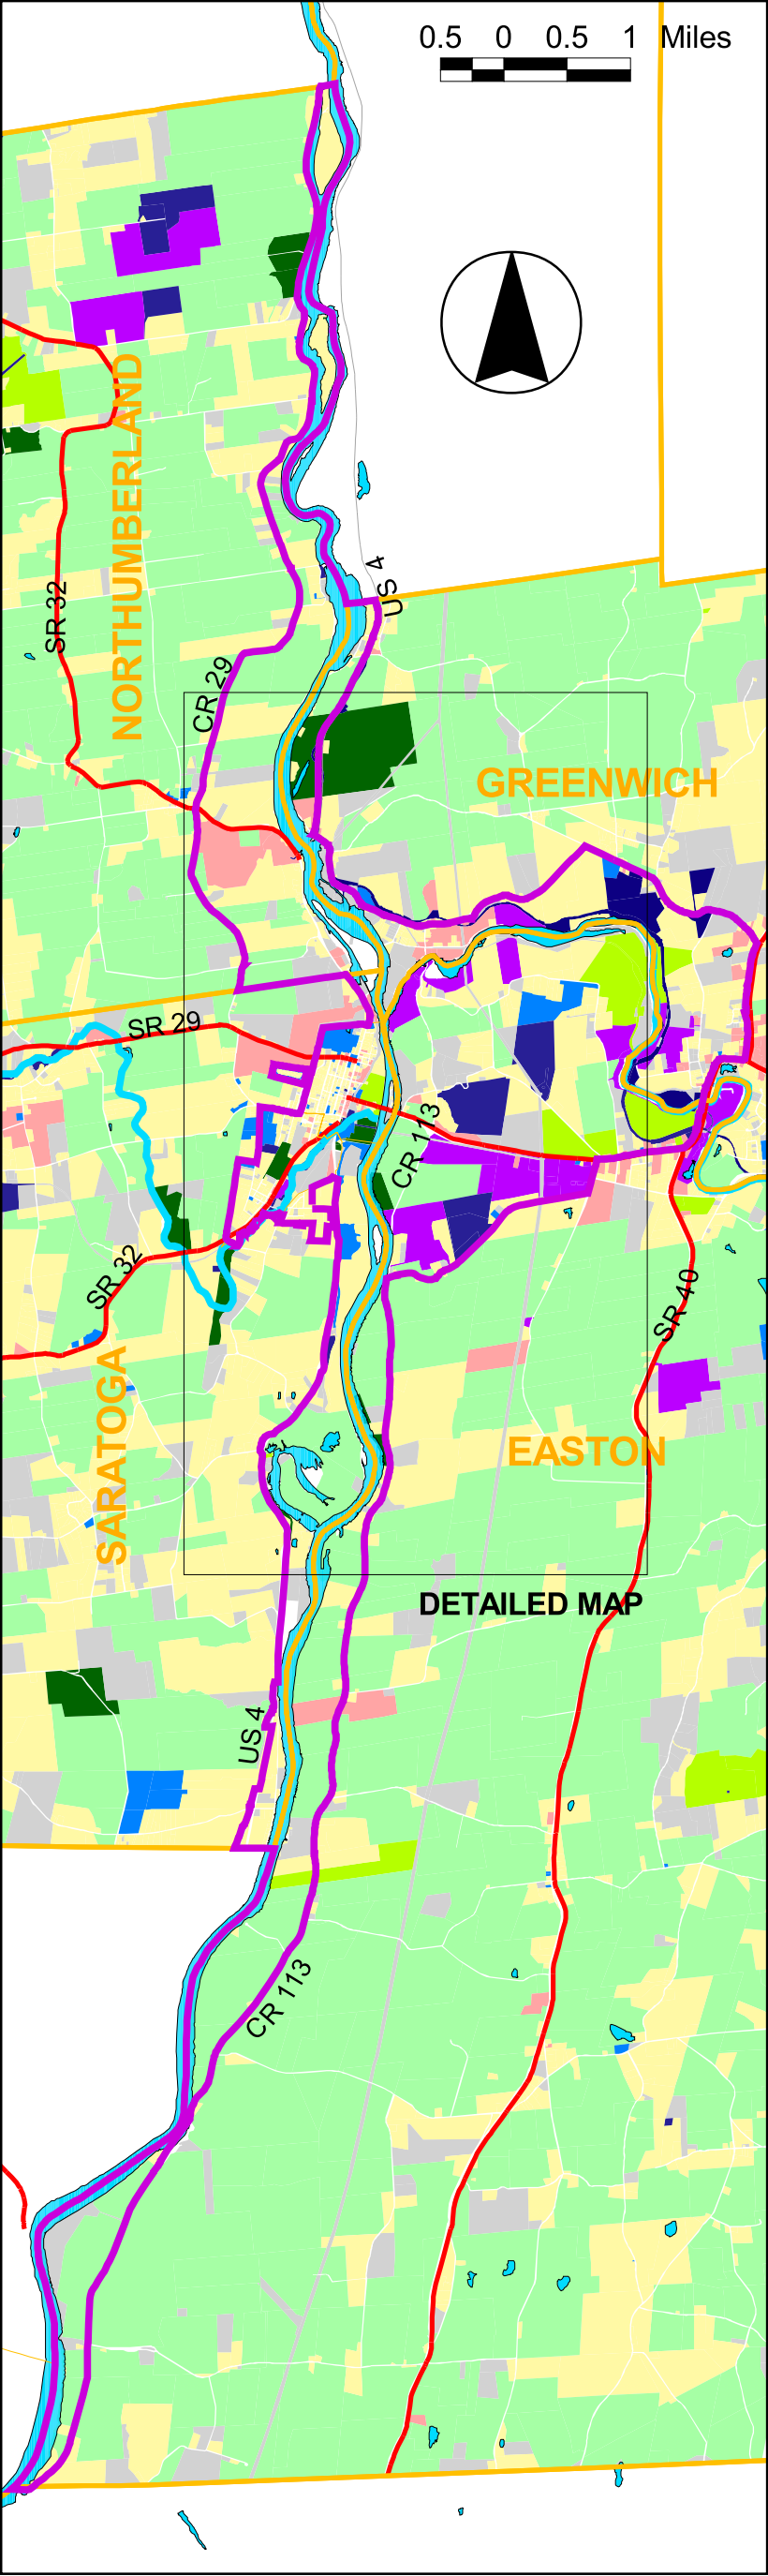 0.5 0 0.5 1 Miles
NORTHUMBERLAND
SR 32
US 4
CR 29
GREENWICH
SR 29
CR 113
SR 32
SR 40
SARATOGA
EASTON
DETAILED MAP
US 4
CR 113